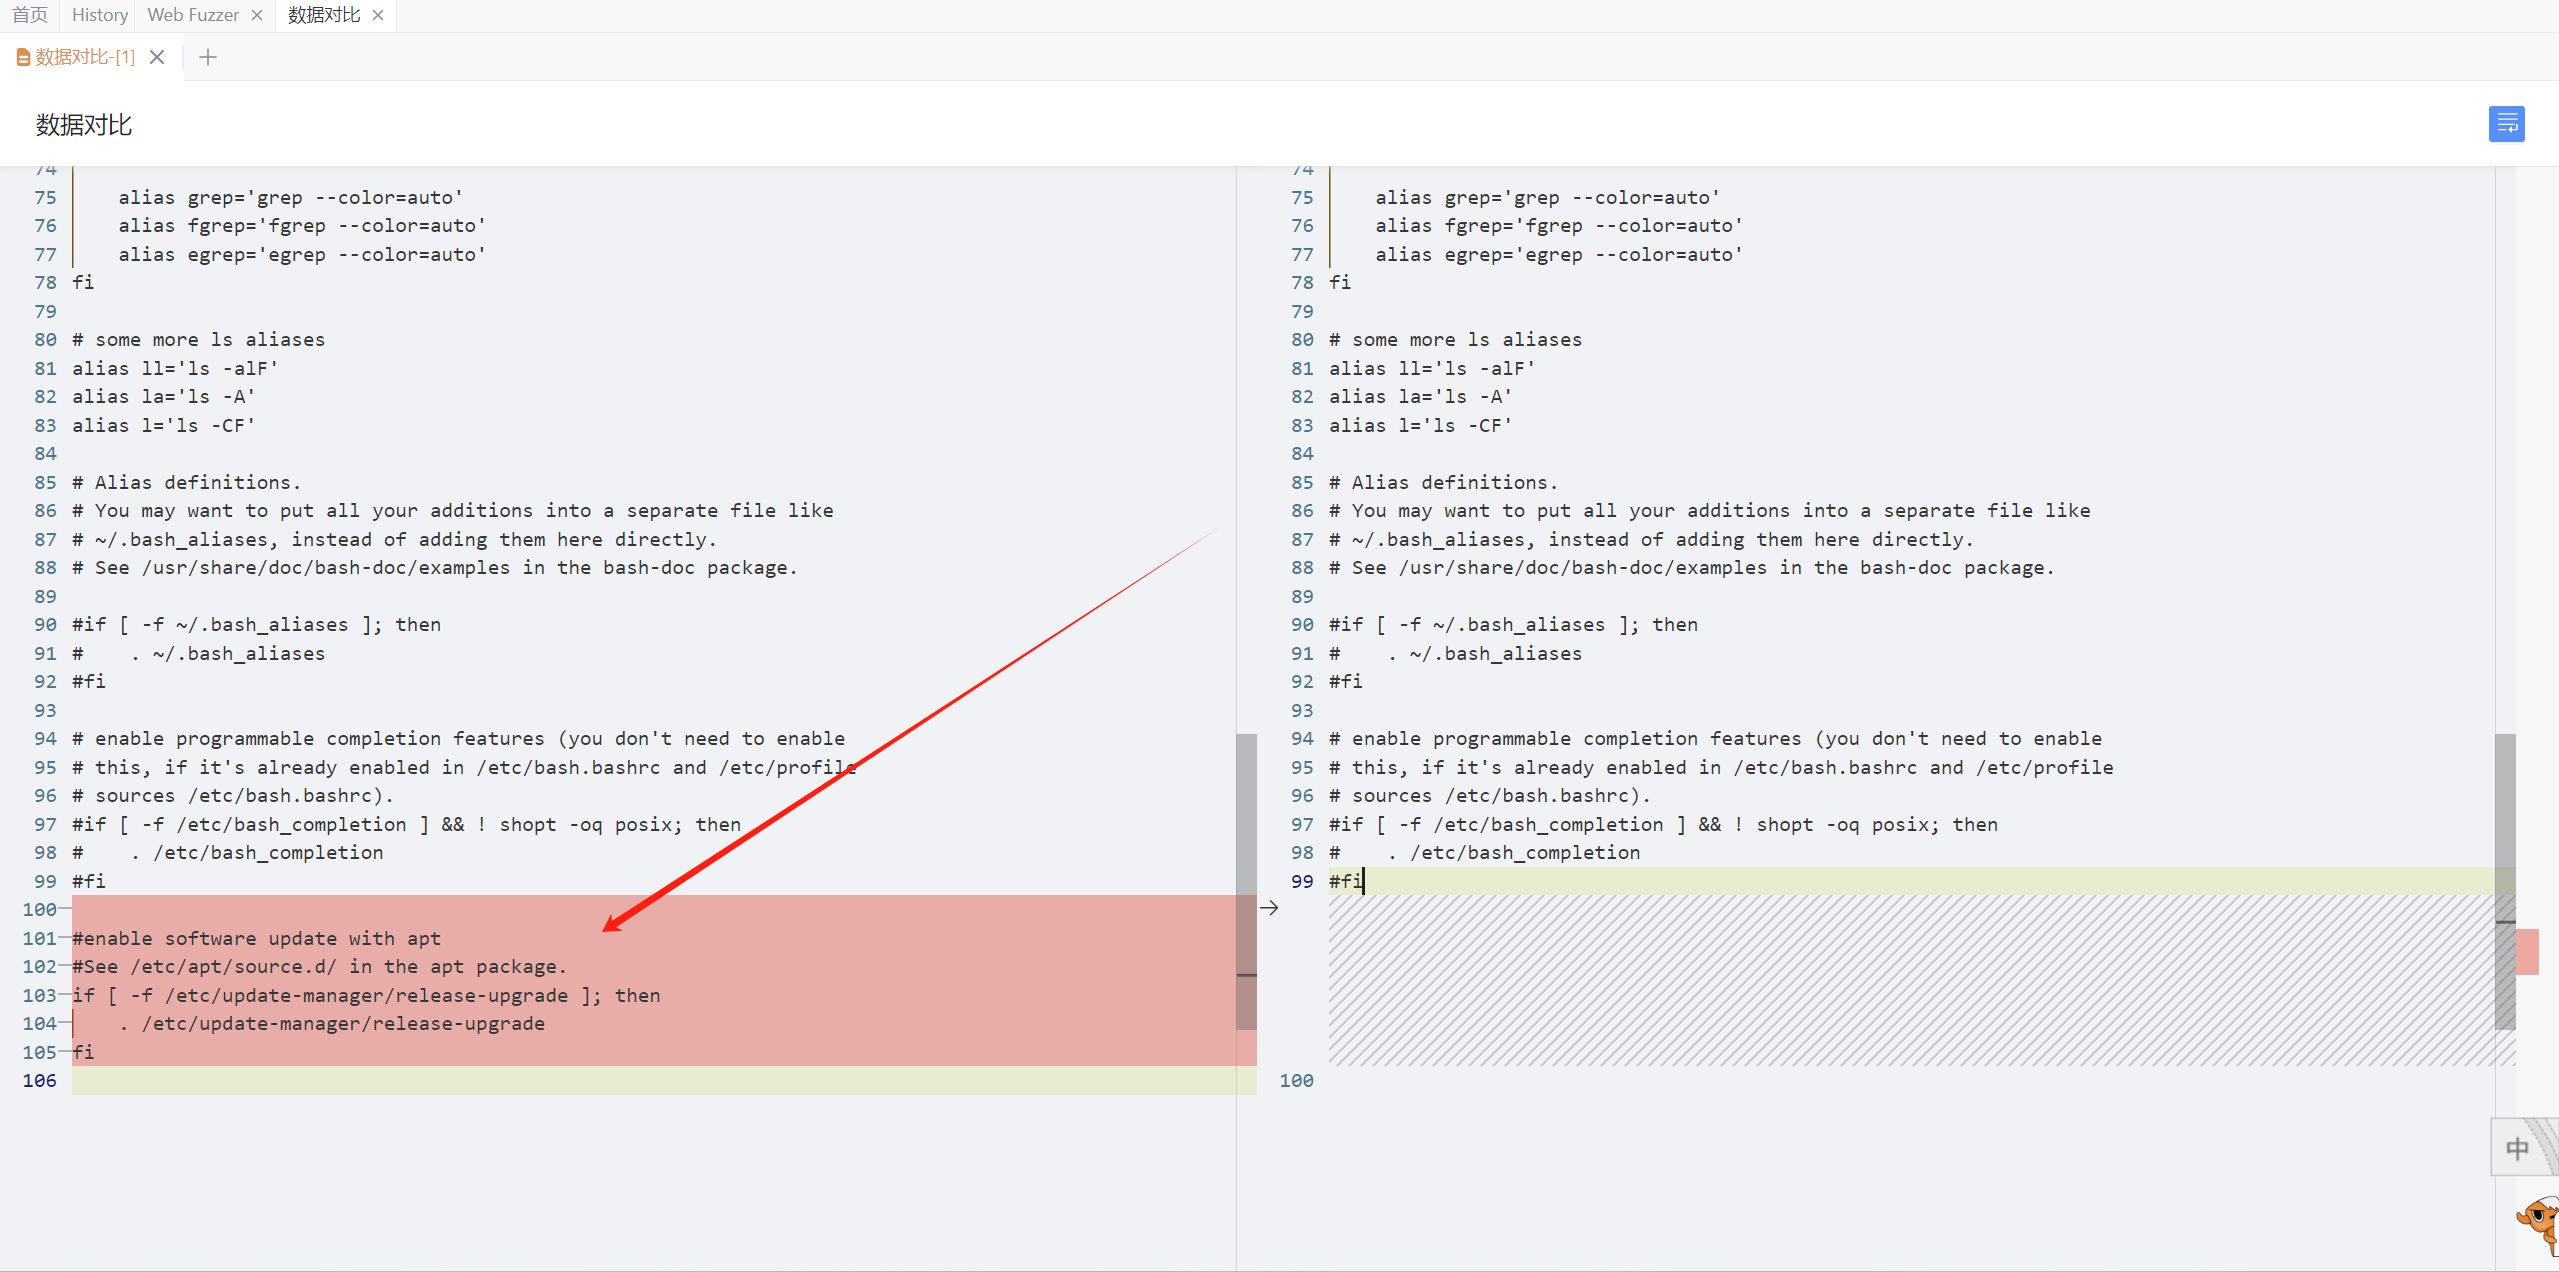 首页 History Web Fuzzer 数据对比
数据对比-[1]
数据对比
74
75 alias grep='grep --color=auto'
76 alias fgrep='fgrep --color=auto'
77 alias egrep='egrep --color=auto'
78 fi
79
80 # some more ls aliases
81 alias ll='ls -alF'
82 alias la='ls -A'
83 alias l='ls -CF'
84
85 # Alias definitions.
86 # You may want to put all your additions into a separate file like
87 # ~/.bash_aliases, instead of adding them here directly.
88 # See /usr/share/doc/bash-doc/examples in the bash-doc package.
89
90 #if [ -f ~/.bash_aliases ]; then
91 #    . ~/.bash_aliases
92 #fi
93
94 # enable programmable completion features (you don't need to enable
95 # this, if it's already enabled in /etc/bash.bashrc and /etc/profile
96 # sources /etc/bash.bashrc).
97 #if [ -f /etc/bash_completion ] && ! shopt -oq posix; then
98 #    . /etc/bash_completion
99 #fi
100
101 #enable software update with apt
102 #See /etc/apt/source.d/ in the apt package.
103 if [ -f /etc/update-manager/release-upgrade ]; then
104     . /etc/update-manager/release-upgrade
105 fi
106
74
75 alias grep='grep --color=auto'
76 alias fgrep='fgrep --color=auto'
77 alias egrep='egrep --color=auto'
78 fi
79
80 # some more ls aliases
81 alias ll='ls -alF'
82 alias la='ls -A'
83 alias l='ls -CF'
84
85 # Alias definitions.
86 # You may want to put all your additions into a separate file like
87 # ~/.bash_aliases, instead of adding them here directly.
88 # See /usr/share/doc/bash-doc/examples in the bash-doc package.
89
90 #if [ -f ~/.bash_aliases ]; then
91 #    . ~/.bash_aliases
92 #fi
93
94 # enable programmable completion features (you don't need to enable
95 # this, if it's already enabled in /etc/bash.bashrc and /etc/profile
96 # sources /etc/bash.bashrc).
97 #if [ -f /etc/bash_completion ] && ! shopt -oq posix; then
98 #    . /etc/bash_completion
99 #fi
100
中